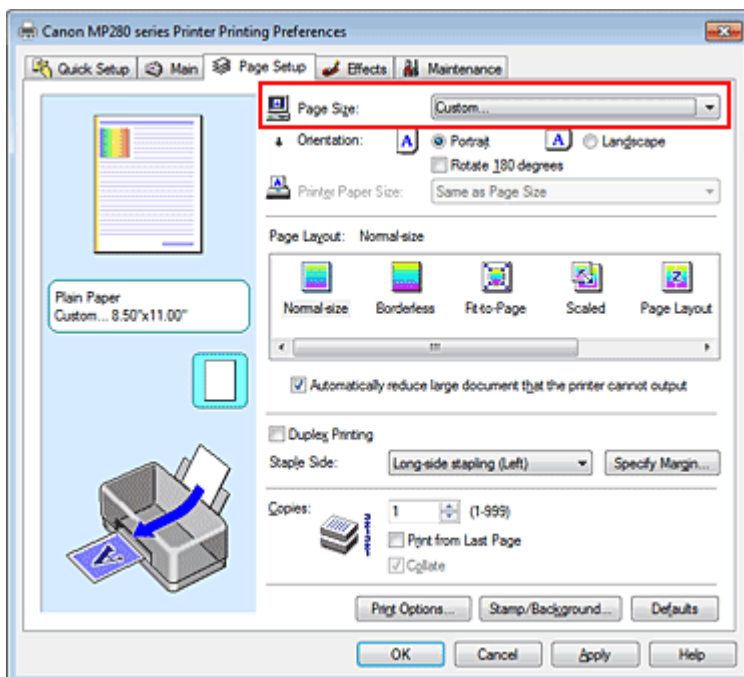 Canon MP280 series Printer Printing Preferences
Quick Setup Main Page Setup Effects Maintenance
Page Size: Custom...
Orientation: A Portrait A Landscape
Rotate 180 degrees
Printer Paper Size: Same as Page Size
Page Layout: Normal-size
Normal-size Borderless Fit-to-Page Scaled Page Layout
Plain Paper
Custom... 8.50"x11.00"
Automatically reduce large document that the printer cannot output
Duplex Printing
Staple Side: Long-side stapling (Left) Specify Margin...
Copies: 1 (1-999)
Print from Last Page
Collate
Print Options... Stamp/Background... Defaults
OK Cancel Apply Help